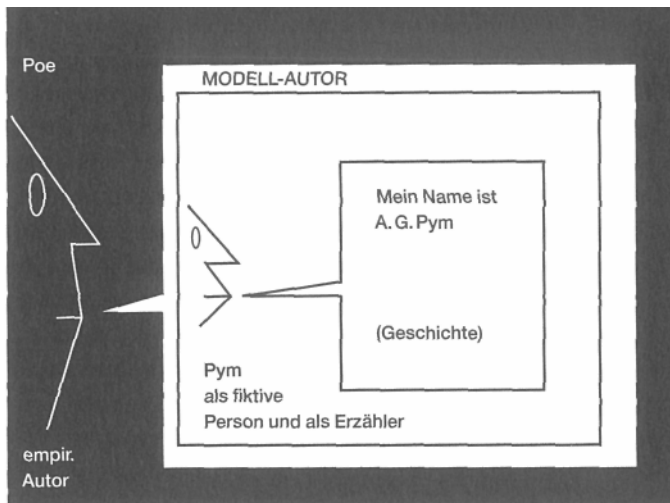 Poe
MODELL-AUTOR
Mein Name ist
A. G. Pym
(Geschichte)
Pym
als fiktive
Person und als Erzähler
empir.
Autor